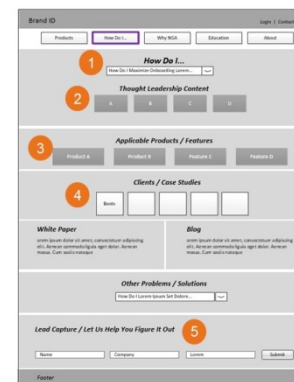 Brand ID
Login | Contact
Products
How Do I...
Why NGA
Education
About
1
How Do I...
How Do I Maximize Onboarding Lorem...
Thought Leadership Content
2
A
B
C
D
Applicable Products / Features
3
Product A
Product B
Feature C
Feature D
Clients / Case Studies
4
Boots
White Paper
Blog
Other Problems / Solutions
How Do I Lorem Ipsum Set Dolore...
5
Lead Capture / Let Us Help You Figure It Out
Name
Company
Lorem
Submit
Footer